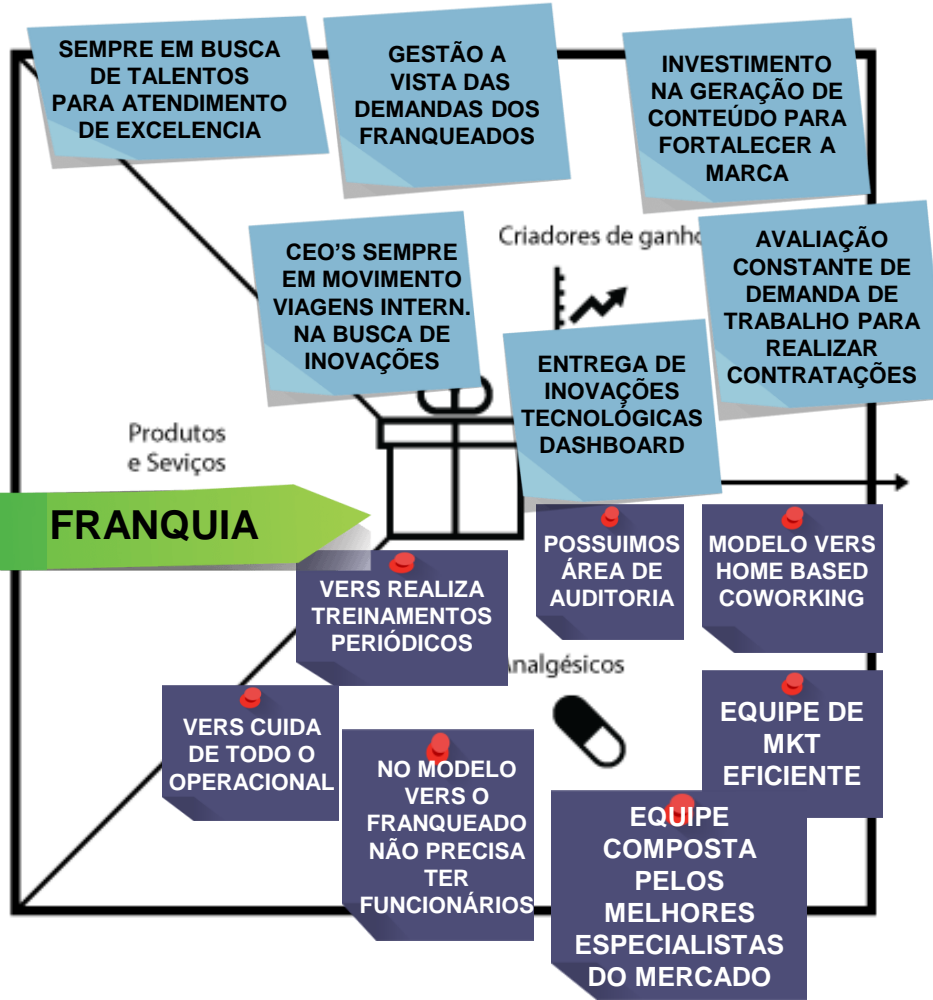 SEMPRE EM BUSCA
DE TALENTOS
PARA ATENDIMENTO
DE EXCELENCIA
GESTÃO A
VISTA DAS
DEMANDAS DOS
FRANQUEADOS
INVESTIMENTO
NA GERAÇÃO DE
CONTEÚDO PARA
FORTALECER A
MARCA
CEO'S SEMPRE
EM MOVIMENTO
VIAGENS INTERN.
NA BUSCA DE
INOVAÇÕES
Criadores de ganho
AVALIAÇÃO
CONSTANTE DE
DEMANDA DE
TRABALHO PARA
REALIZAR
CONTRATAÇÕES
ENTREGA DE
INOVAÇÕES
TECNOLÓGICAS
DASHBOARD
Produtos
e Seviços
FRANQUIA
VERS REALIZA
TREINAMENTOS
PERIÓDICOS
POSSUIMOS
ÁREA DE
AUDITORIA
MODELO VERS
HOME BASED
COWORKING
Analgésicos
VERS CUIDA
DE TODO O
OPERACIONAL
NO MODELO
VERS O
FRANQUEADO
NÃO PRECISA
TER
FUNCIONÁRIOS
EQUIPE DE
MKT
EFICIENTE
EQUIPE
COMPOSTA
PELOS
MELHORES
ESPECIALISTAS
DO MERCADO